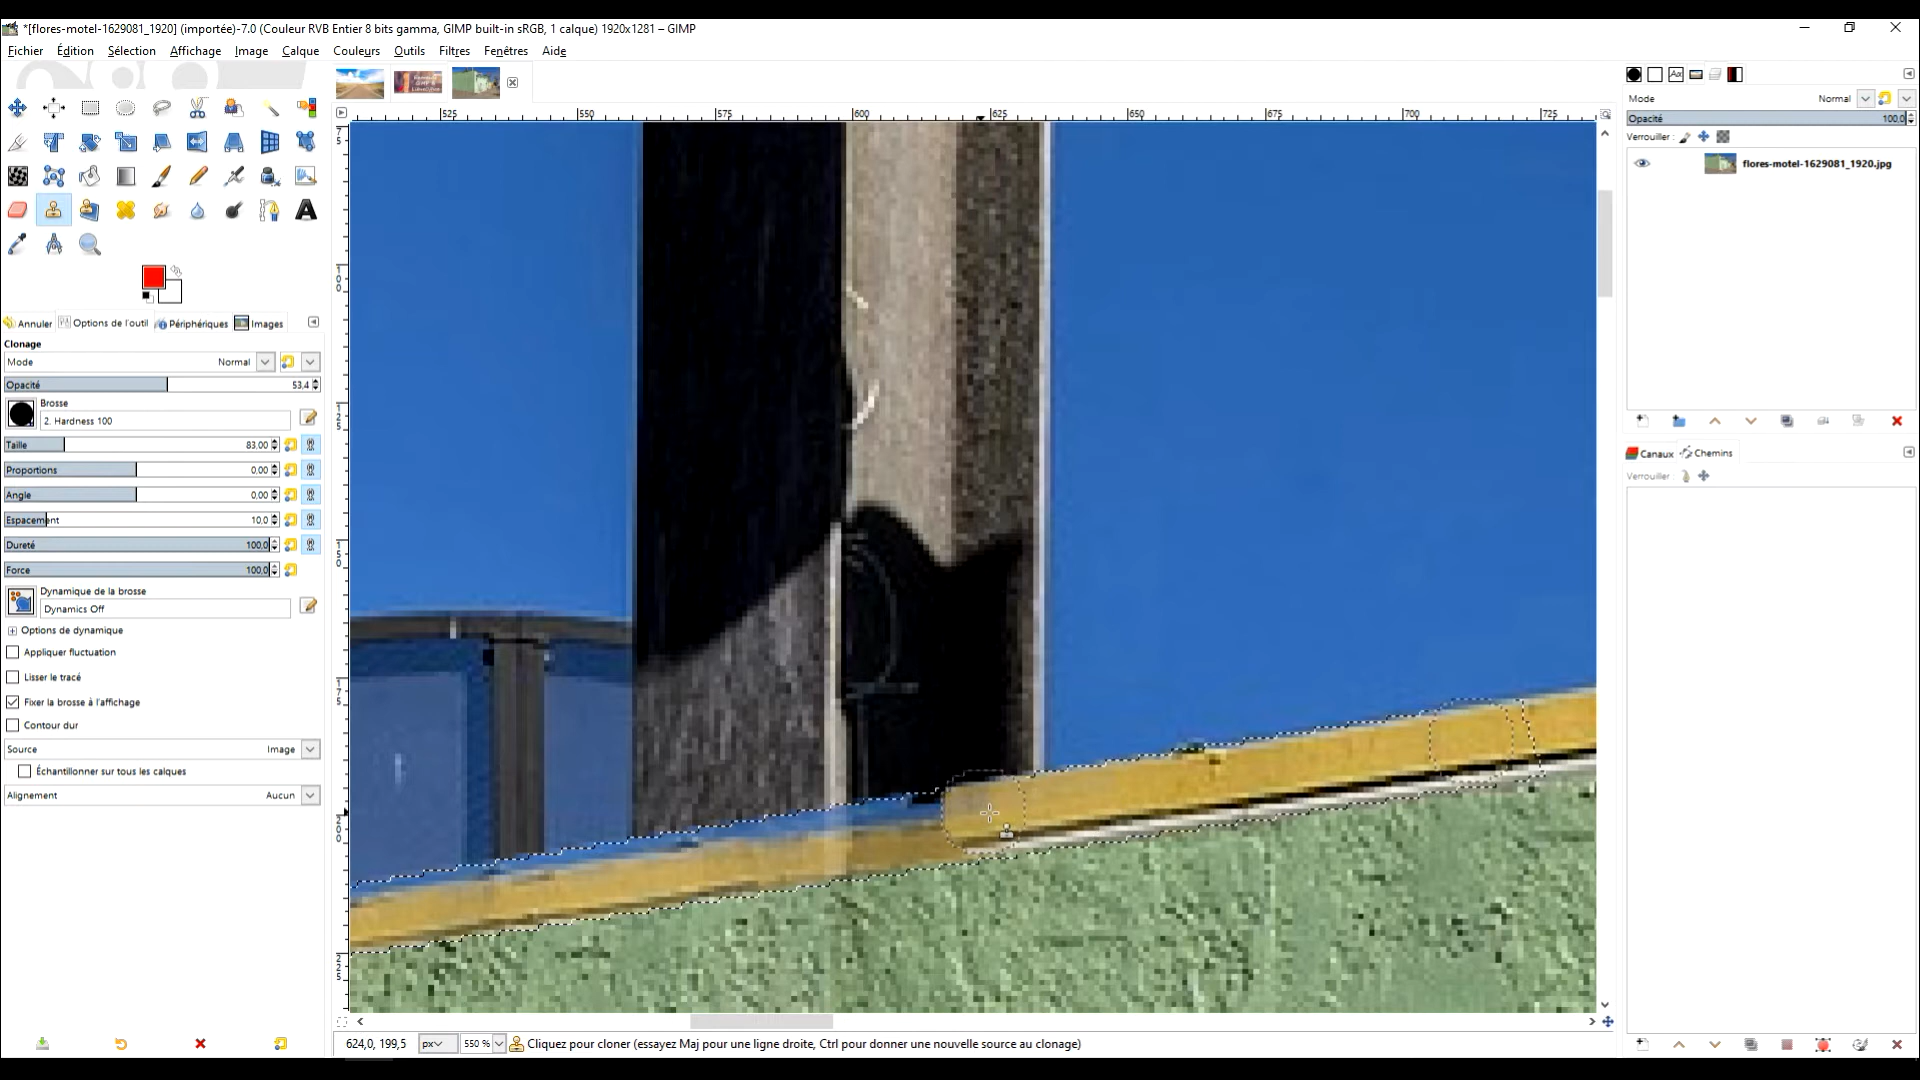 *[flores-motel-1629081_1920] (importée)-7.0 (Couleur RVB Entier 8 bits gamma, GIMP built-in sRGB, 1 calque) 1920x1281 – GIMP
Fichier Édition Sélection Affichage Image Calque Couleurs Outils Filtres Fenêtres Aide
525 550 575 600 625 650 675 700 725
Annuler Options de l'outil Périphériques Images
Clonage
Mode Normal
Opacité 53,4
Brosse
2. Hardness 100
Taille 83,00
Proportions 0,00
Angle 0,00
Espacement 10,0
Dureté 100,0
Force 100,0
Dynamique de la brosse
Dynamics Off
Options de dynamique
Appliquer fluctuation
Lisser le tracé
Fixer la brosse à l'affichage
Contour dur
Source Image
Échantillonner sur tous les calques
Alignement Aucun
75
100
125
150
175
200
225
624,0, 199,5 px 550 % Cliquez pour cloner (essayez Maj pour une ligne droite, Ctrl pour donner une nouvelle source au clonage)
Mode Normal
Opacité 100,0
Verrouiller :
flores-motel-1629081_1920.jpg
Canaux Chemins
Verrouiller :